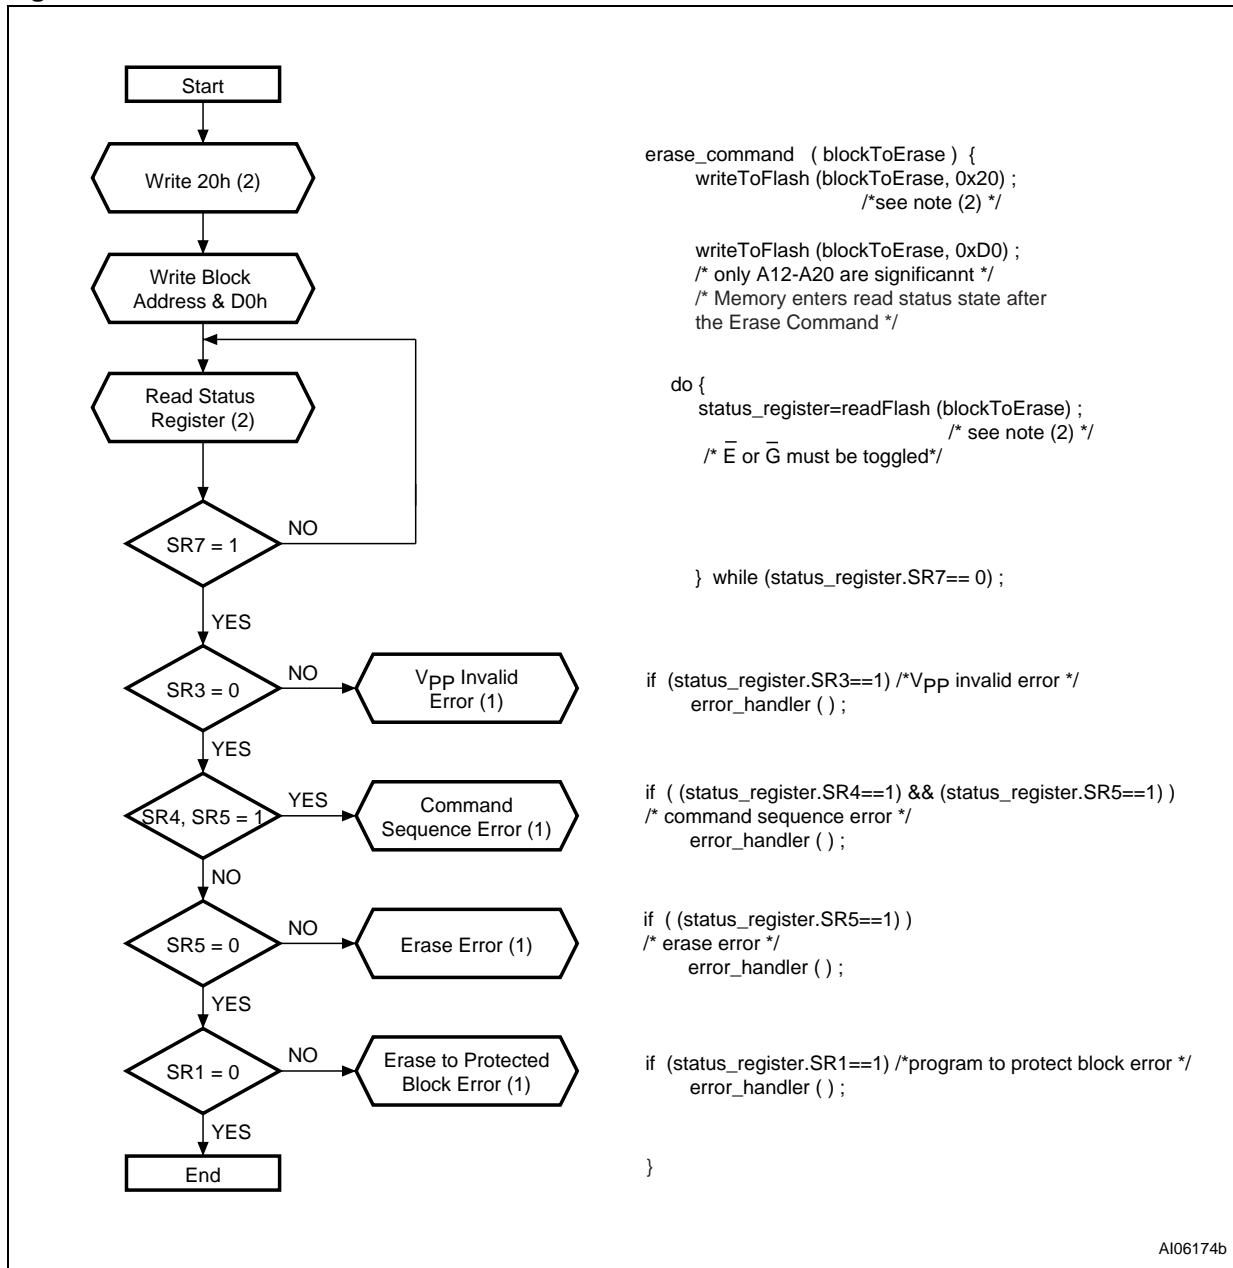 Start
Write 20h (2)
Write Block
Address & D0h
Read Status
Register (2)
SR7 = 1
NO
YES
SR3 = 0
NO
VPP Invalid
Error (1)
YES
SR4, SR5 = 1
YES
Command
Sequence Error (1)
NO
SR5 = 0
NO
Erase Error (1)
YES
SR1 = 0
NO
Erase to Protected
Block Error (1)
YES
End
erase_command ( blockToErase ) {
writeToFlash (blockToErase, 0x20) ;
/*see note (2) */
writeToFlash (blockToErase, 0xD0) ;
/* only A12-A20 are significannt */
/* Memory enters read status state after
the Erase Command */
do {
status_register=readFlash (blockToErase) ;
/* see note (2) */
/* E̅ or G̅ must be toggled*/
} while (status_register.SR7== 0) ;
if (status_register.SR3==1) /*VPP invalid error */
error_handler ( ) ;
if ( (status_register.SR4==1) && (status_register.SR5==1) )
/* command sequence error */
error_handler ( ) ;
if ( (status_register.SR5==1) )
/* erase error */
error_handler ( ) ;
if (status_register.SR1==1) /*program to protect block error */
error_handler ( ) ;
}
AI06174b